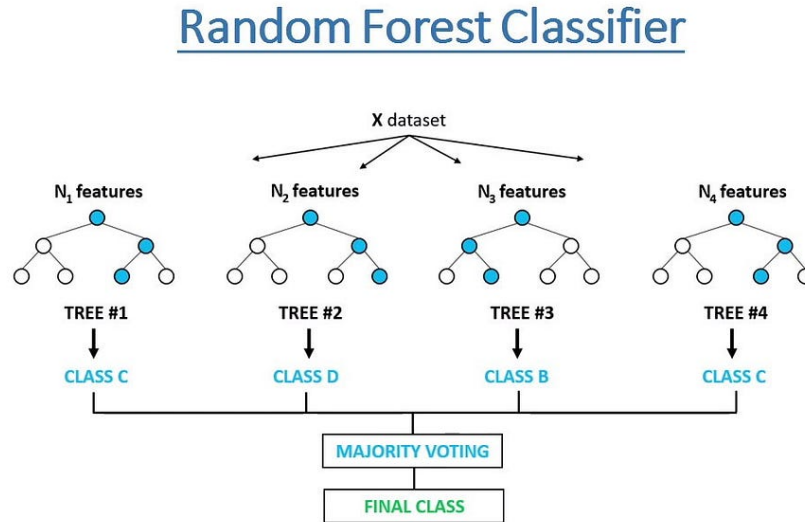 Random Forest Classifier
X dataset
N₁ features N₂ features N₃ features N₄ features
TREE #1 TREE #2 TREE #3 TREE #4
CLASS C CLASS D CLASS B CLASS C
MAJORITY VOTING
FINAL CLASS